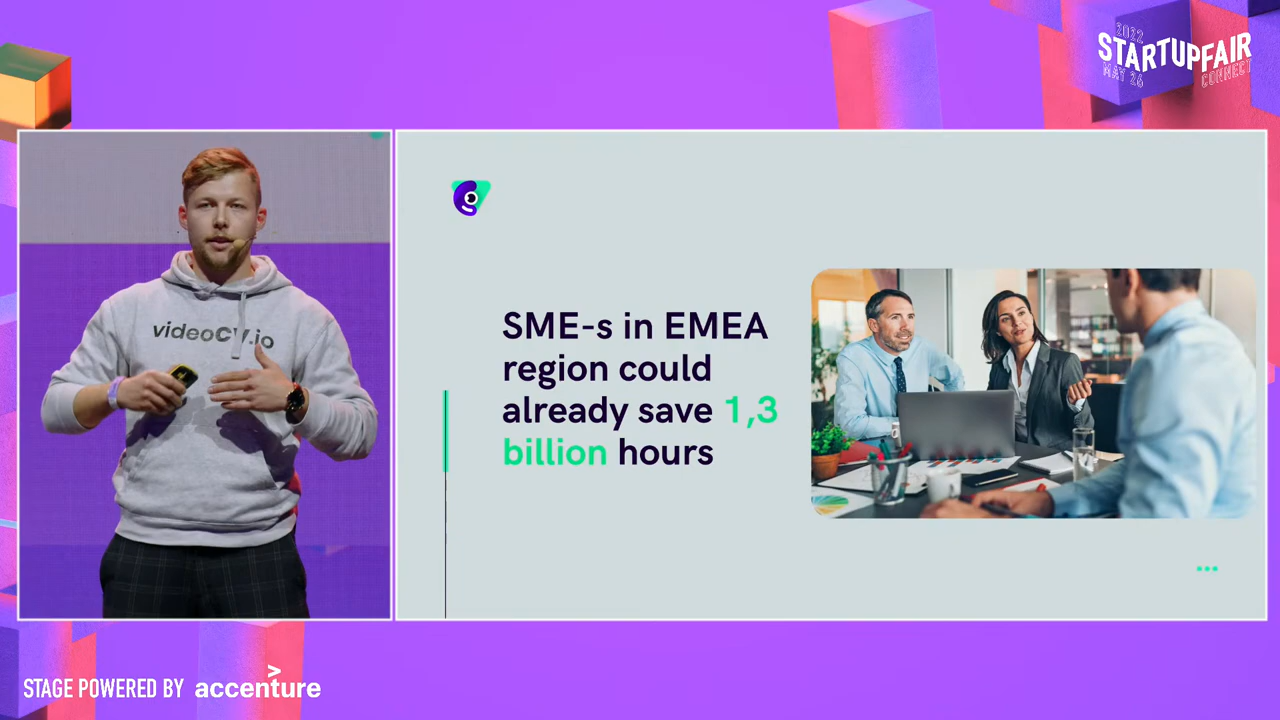 2022
STARTUPFAIR
MAY 26
CONNECT
videoCV.io
SME-s in EMEA
region could
already save 1,3
billion hours
STAGE POWERED BY accenture